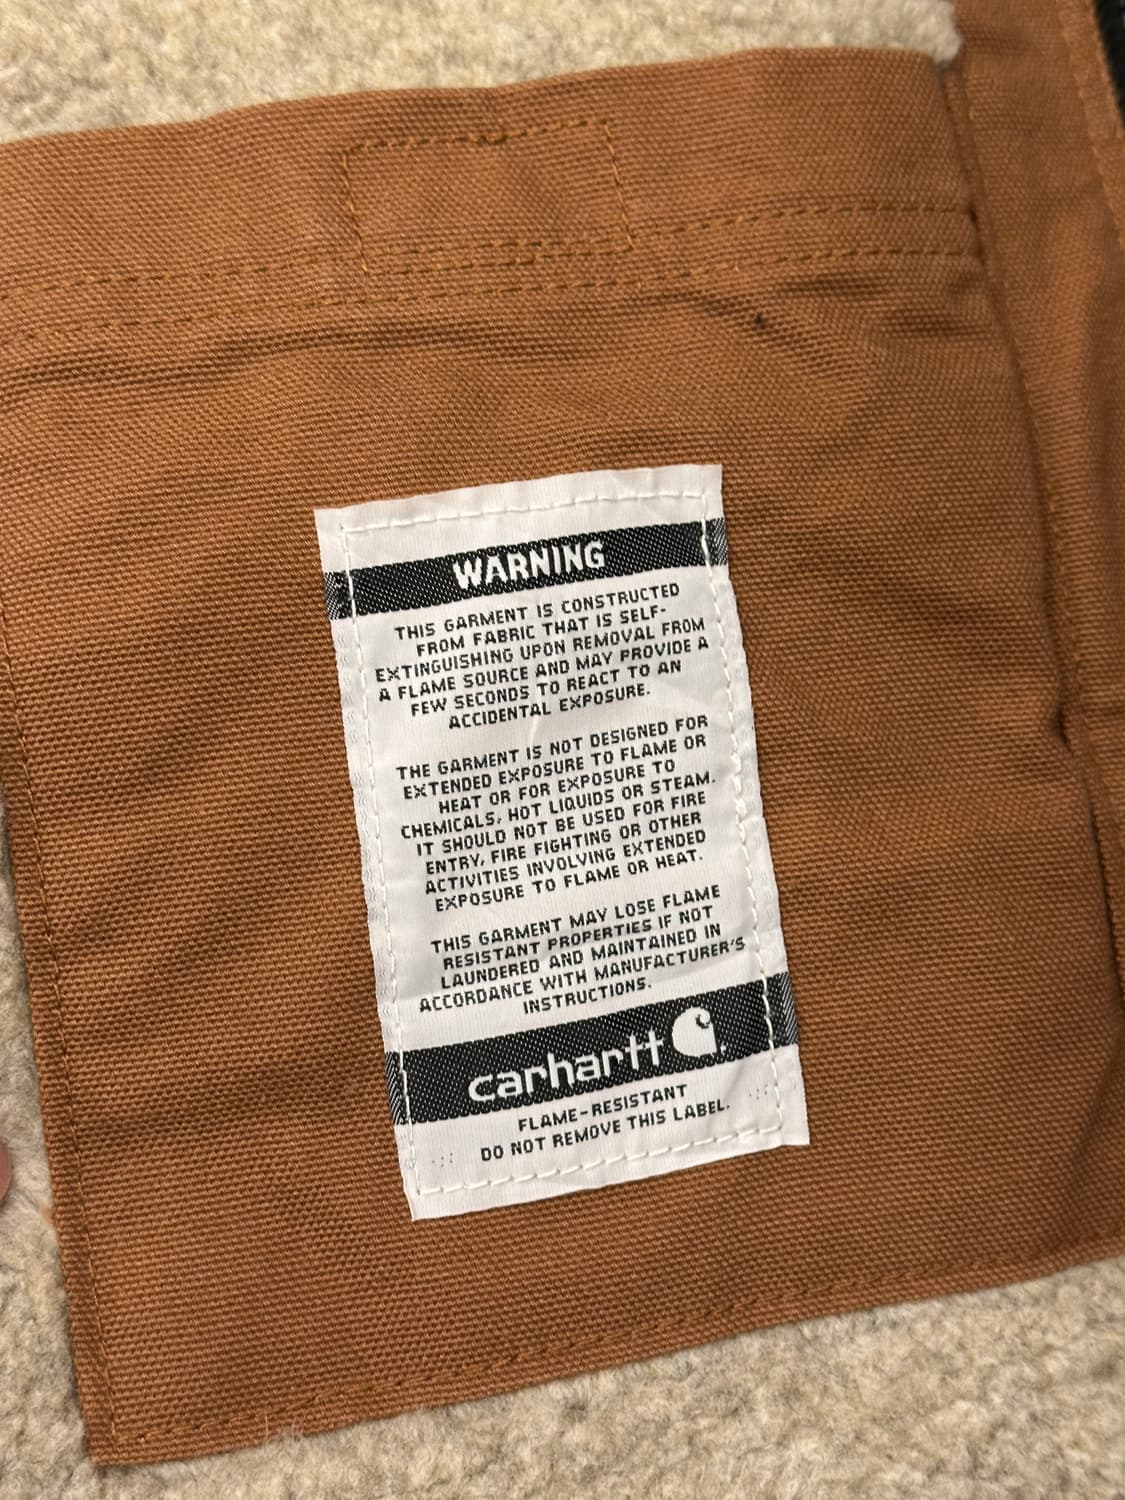 WARNING
THIS GARMENT IS CONSTRUCTED
FROM FABRIC THAT IS SELF-
EXTINGUISHING UPON REMOVAL FROM
A FLAME SOURCE AND MAY PROVIDE A
FEW SECONDS TO REACT TO AN
ACCIDENTAL EXPOSURE.
THE GARMENT IS NOT DESIGNED FOR
EXTENDED EXPOSURE TO FLAME OR
HEAT OR FOR EXPOSURE TO
CHEMICALS, HOT LIQUIDS OR STEAM.
IT SHOULD NOT BE USED FOR FIRE
ENTRY, FIRE FIGHTING OR OTHER
ACTIVITIES INVOLVING EXTENDED
EXPOSURE TO FLAME OR HEAT.
THIS GARMENT MAY LOSE FLAME
RESISTANT PROPERTIES IF NOT
LAUNDERED AND MAINTAINED IN
ACCORDANCE WITH MANUFACTURER'S
INSTRUCTIONS.
carhartt
FLAME-RESISTANT
DO NOT REMOVE THIS LABEL.